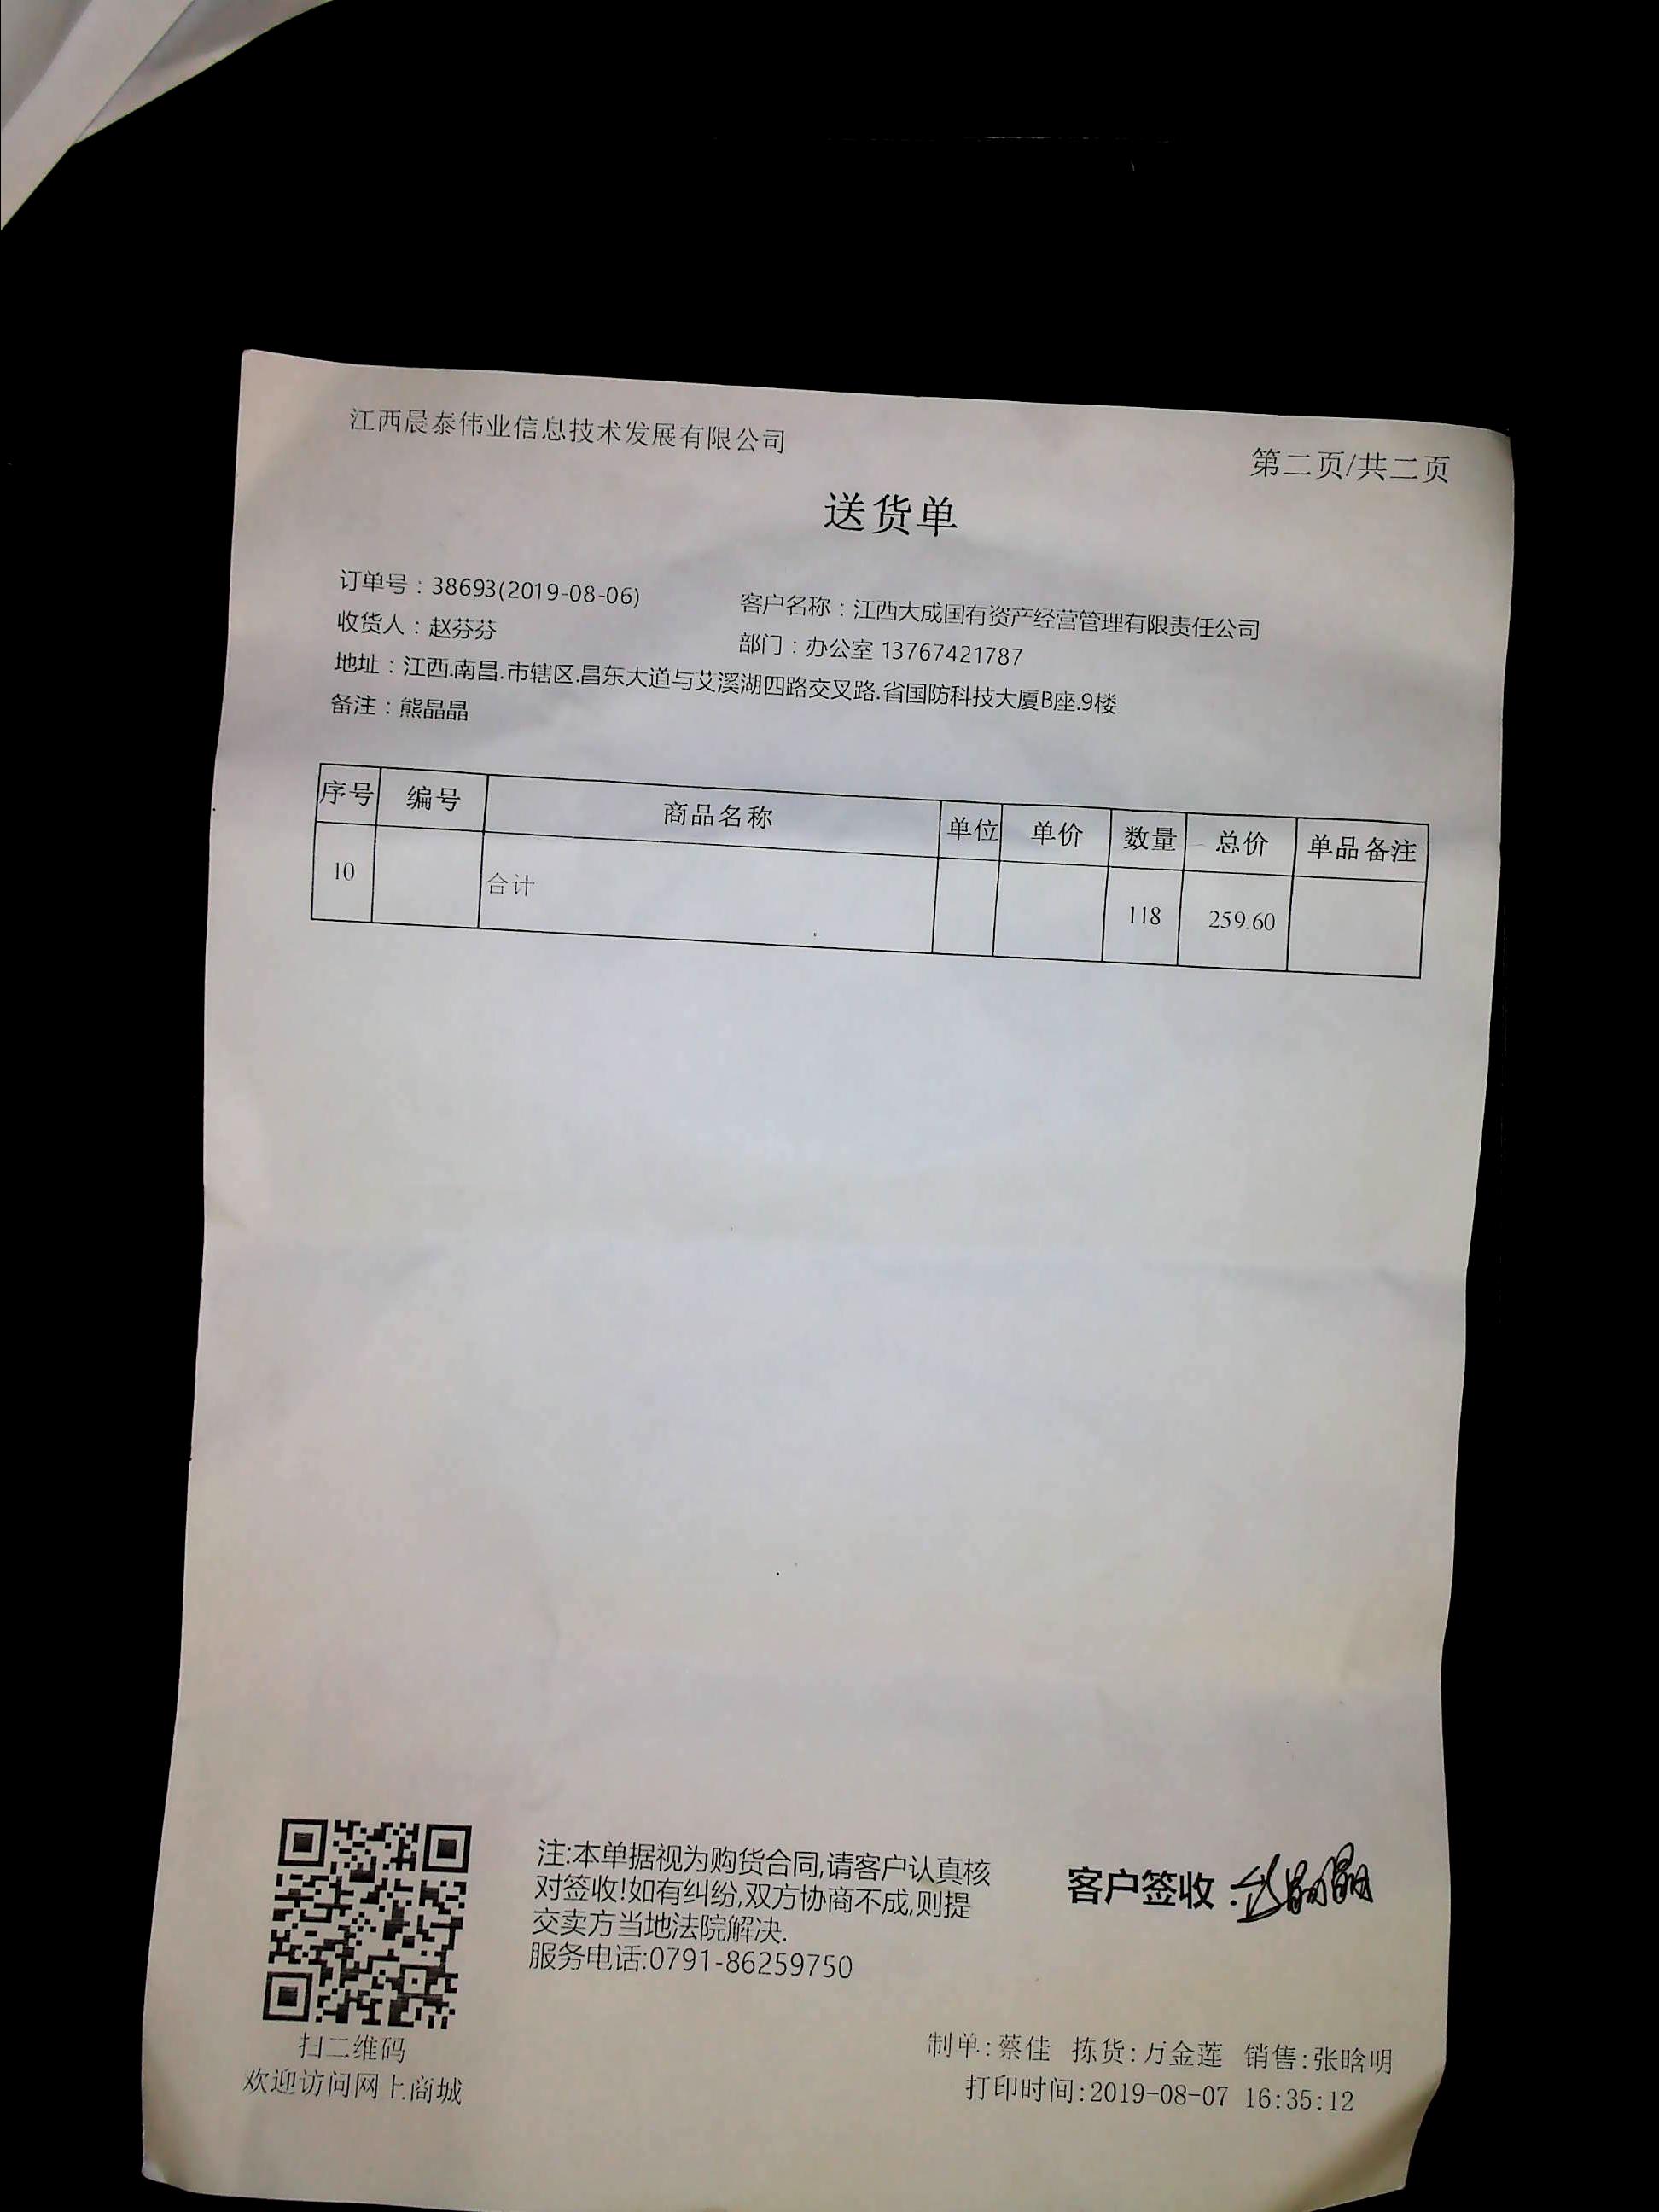 江西晨泰伟业信息技术发展有限公司
第二页/共二页
送货单
订单号：38693(2019-08-06)
客户名称：江西大成国有资产经营管理有限责任公司
收货人：赵芬芬
部门：办公室 13767421787
地址：江西.南昌.市辖区.昌东大道与艾溪湖四路交叉路.省国防科技大厦B座.9楼
备注：熊晶晶
序号 编号 商品名称 单位 单价 数量 总价 单品备注
10 合计 118 259.60
注:本单据视为购货合同,请客户认真核
对签收!如有纠纷,双方协商不成,则提
交卖方当地法院解决.
服务电话:0791-86259750
客户签收：
扫二维码
欢迎访问网上商城
制单:蔡佳 拣货:万金莲 销售:张晗明
打印时间:2019-08-07 16:35:12